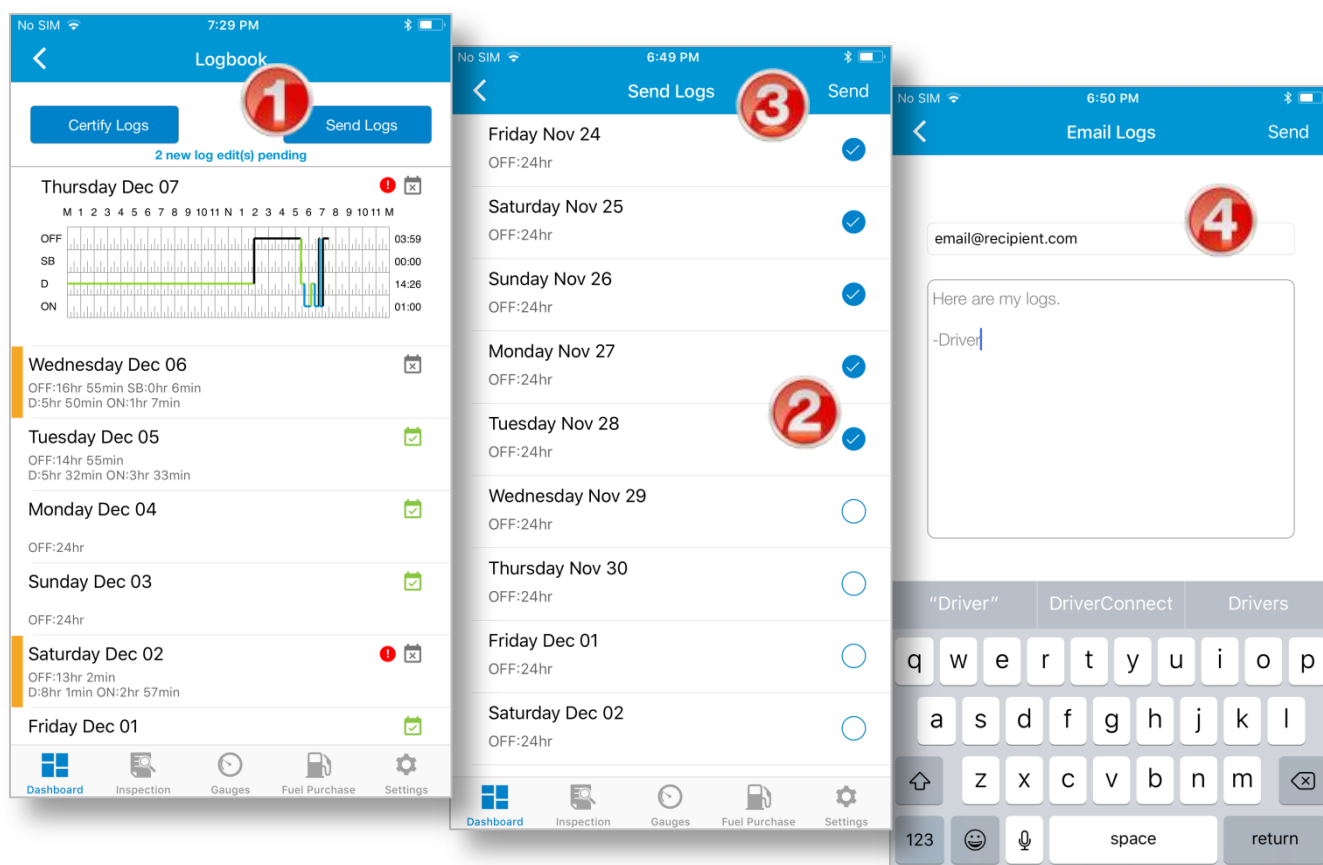 No SIM 7:29 PM
Logbook
1
Certify Logs
Send Logs
2 new log edit(s) pending
Thursday Dec 07
M 1 2 3 4 5 6 7 8 9 10 11 N 1 2 3 4 5 6 7 8 9 10 11 M
OFF 03:59
SB 00:00
D 14:26
ON 01:00
Wednesday Dec 06
OFF:16hr 55min SB:0hr 6min
D:5hr 50min ON:1hr 7min
Tuesday Dec 05
OFF:14hr 55min
D:5hr 32min ON:3hr 33min
Monday Dec 04
OFF:24hr
Sunday Dec 03
OFF:24hr
Saturday Dec 02
OFF:13hr 2min
D:8hr 1min ON:2hr 57min
Friday Dec 01
Dashboard Inspection Gauges Fuel Purchase Settings
No SIM 6:49 PM
Send Logs
3
Send
Friday Nov 24
OFF:24hr
Saturday Nov 25
OFF:24hr
Sunday Nov 26
OFF:24hr
Monday Nov 27
OFF:24hr
2
Tuesday Nov 28
OFF:24hr
Wednesday Nov 29
OFF:24hr
Thursday Nov 30
OFF:24hr
Friday Dec 01
OFF:24hr
Saturday Dec 02
OFF:24hr
Dashboard Inspection Gauges Fuel Purchase Settings
No SIM 6:50 PM
Email Logs Send
4
email@recipient.com
Here are my logs.
-Driver
"Driver" DriverConnect Drivers
q w e r t y u i o p
a s d f g h j k l
z x c v b n m
123 space return